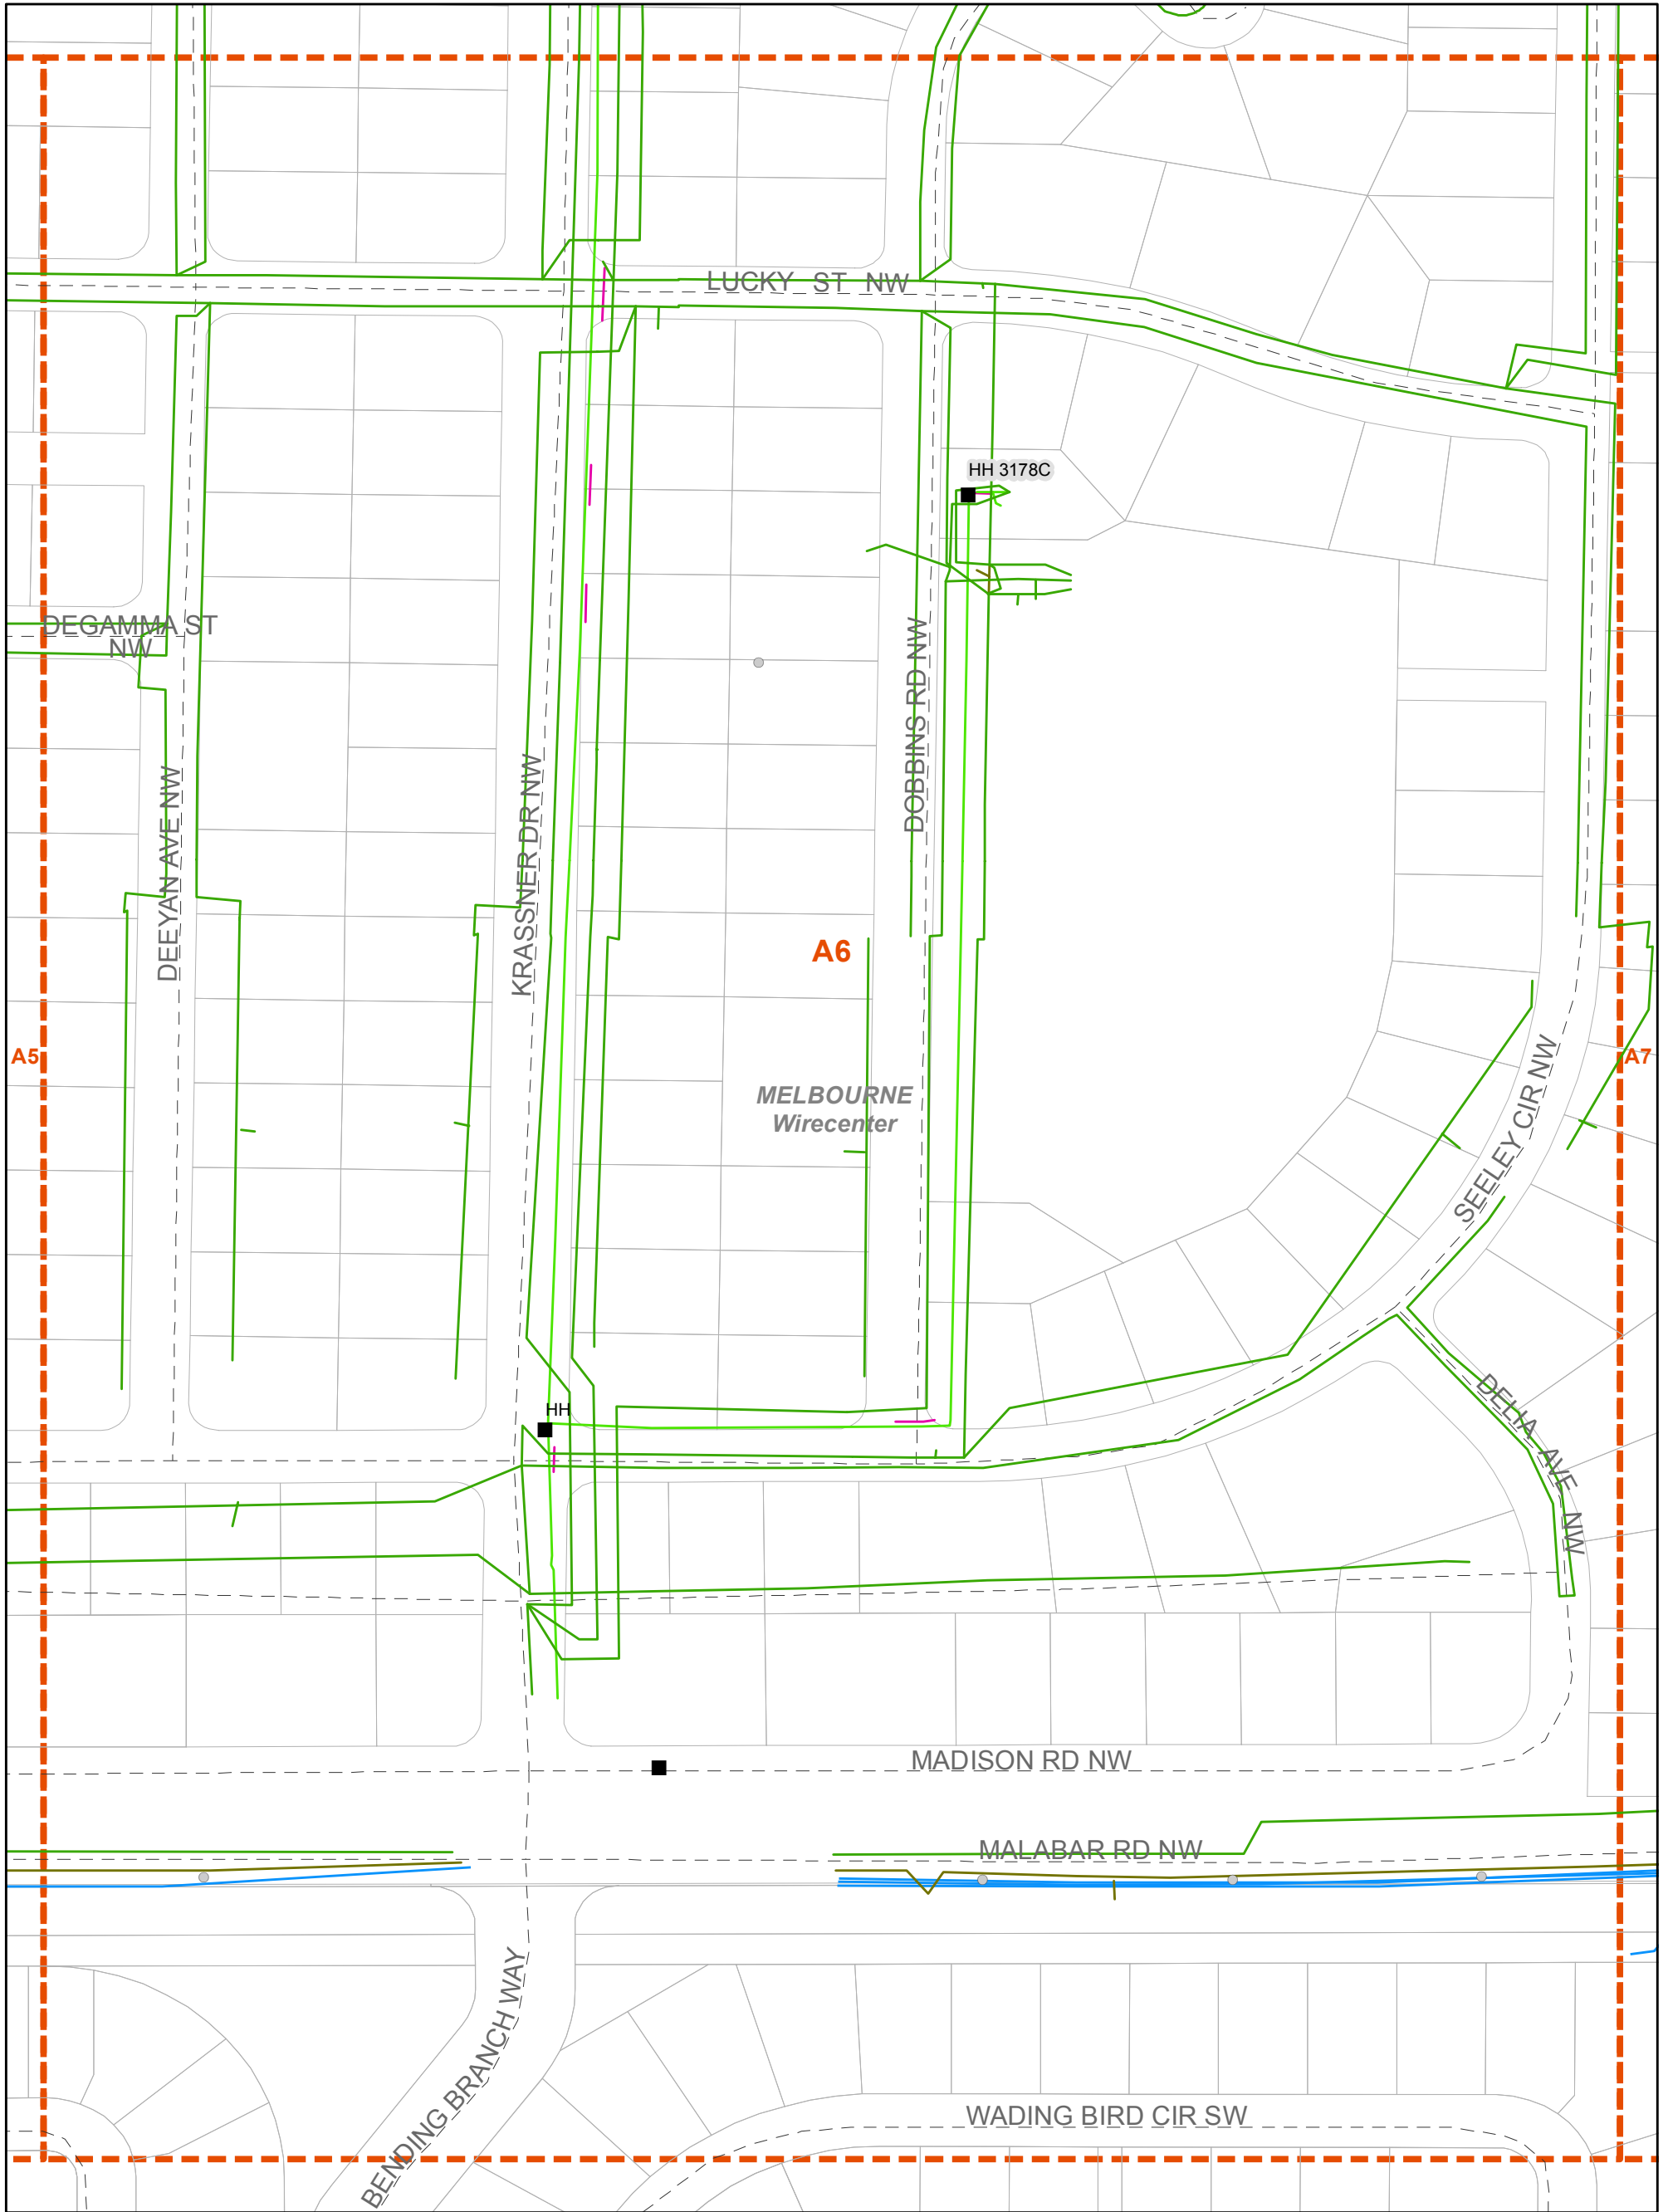 LUCKY ST NW
HH 3178C
DEGAMMA ST
NW
DOBBINS RD NW
DEEYAN AVE NW
KRASSNER DR NW
A6
A5
A7
MELBOURNE
Wirecenter
SEELEY CIR NW
HH
DELHA AVE NW
MADISON RD NW
MALABAR RD NW
BENDING BRANCH WAY
WADING BIRD CIR SW